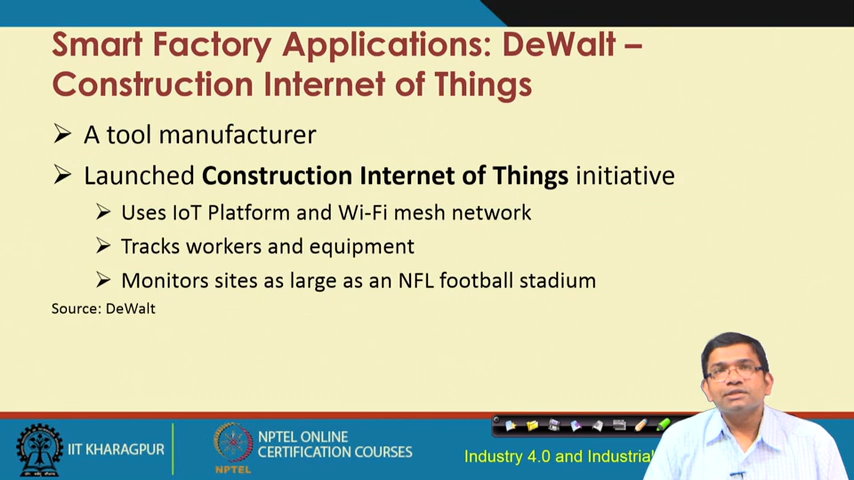 Smart Factory Applications: DeWalt –
Construction Internet of Things
➢ A tool manufacturer
➢ Launched Construction Internet of Things initiative
➢ Uses IoT Platform and Wi-Fi mesh network
➢ Tracks workers and equipment
➢ Monitors sites as large as an NFL football stadium
Source: DeWalt
IIT KHARAGPUR
NPTEL
NPTEL ONLINE
CERTIFICATION COURSES
Industry 4.0 and Industrial